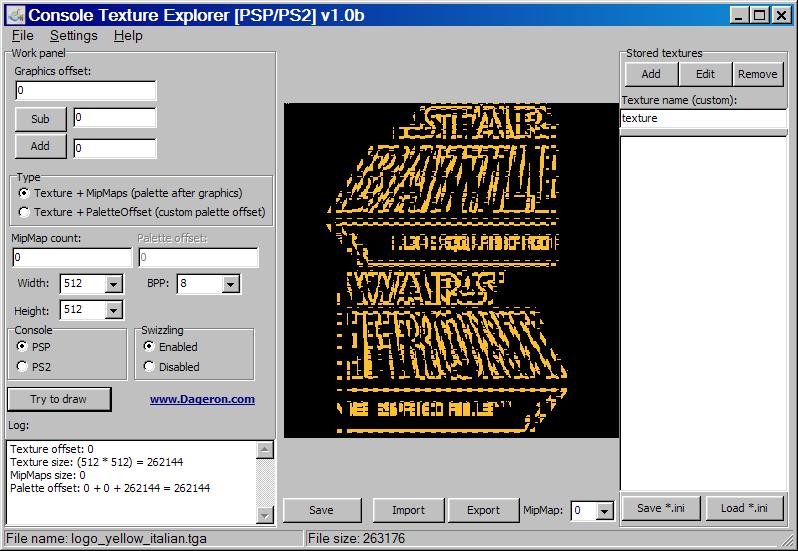 Console Texture Explorer [PSP/PS2] v1.0b
File Settings Help
Work panel
Graphics offset:
0
Sub 0
Add 0
Type
Texture + MipMaps (palette after graphics)
Texture + PaletteOffset (custom palette offset)
MipMap count: Palette offset:
0 0
Width: 512 BPP: 8
Height: 512
Console Swizzling
PSP Enabled
PS2 Disabled
Try to draw www.Dageron.com
Log:
Texture offset: 0
Texture size: (512 * 512) = 262144
MipMaps size: 0
Palette offset: 0 + 0 + 262144 = 262144
STAR
WARS
Save Import Export MipMap: 0
Stored textures
Add Edit Remove
Texture name (custom):
texture
Save *.ini Load *.ini
File name: logo_yellow_italian.tga File size: 263176